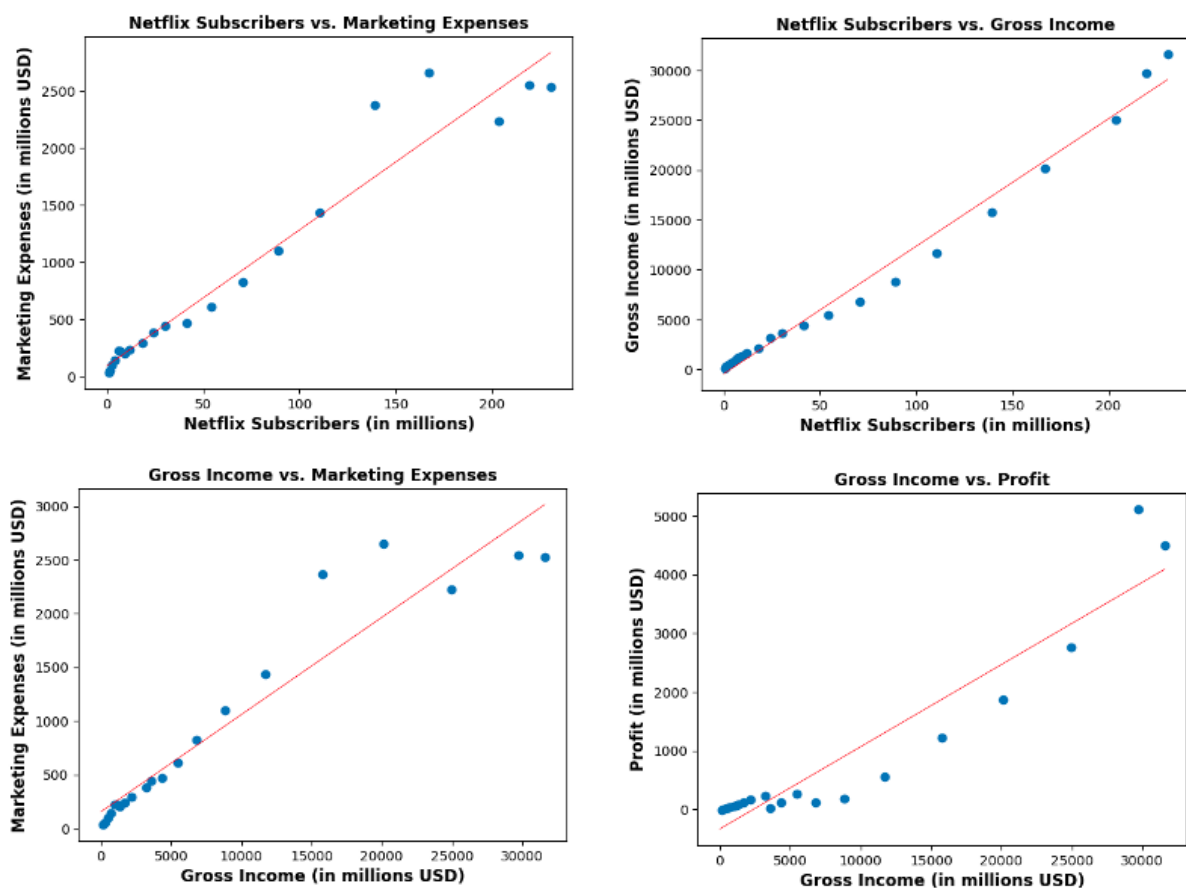 Netflix Subscribers vs. Marketing Expenses
Marketing Expenses (in millions USD)
2500
2000
1500
1000
500
0
0 50 100 150 200
Netflix Subscribers (in millions)
Netflix Subscribers vs. Gross Income
Gross Income (in millions USD)
30000
25000
20000
15000
10000
5000
0
0 50 100 150 200
Netflix Subscribers (in millions)
Gross Income vs. Marketing Expenses
Marketing Expenses (in millions USD)
3000
2500
2000
1500
1000
500
0
0 5000 10000 15000 20000 25000 30000
Gross Income (in millions USD)
Gross Income vs. Profit
Profit (in millions USD)
5000
4000
3000
2000
1000
0
0 5000 10000 15000 20000 25000 30000
Gross Income (in millions USD)